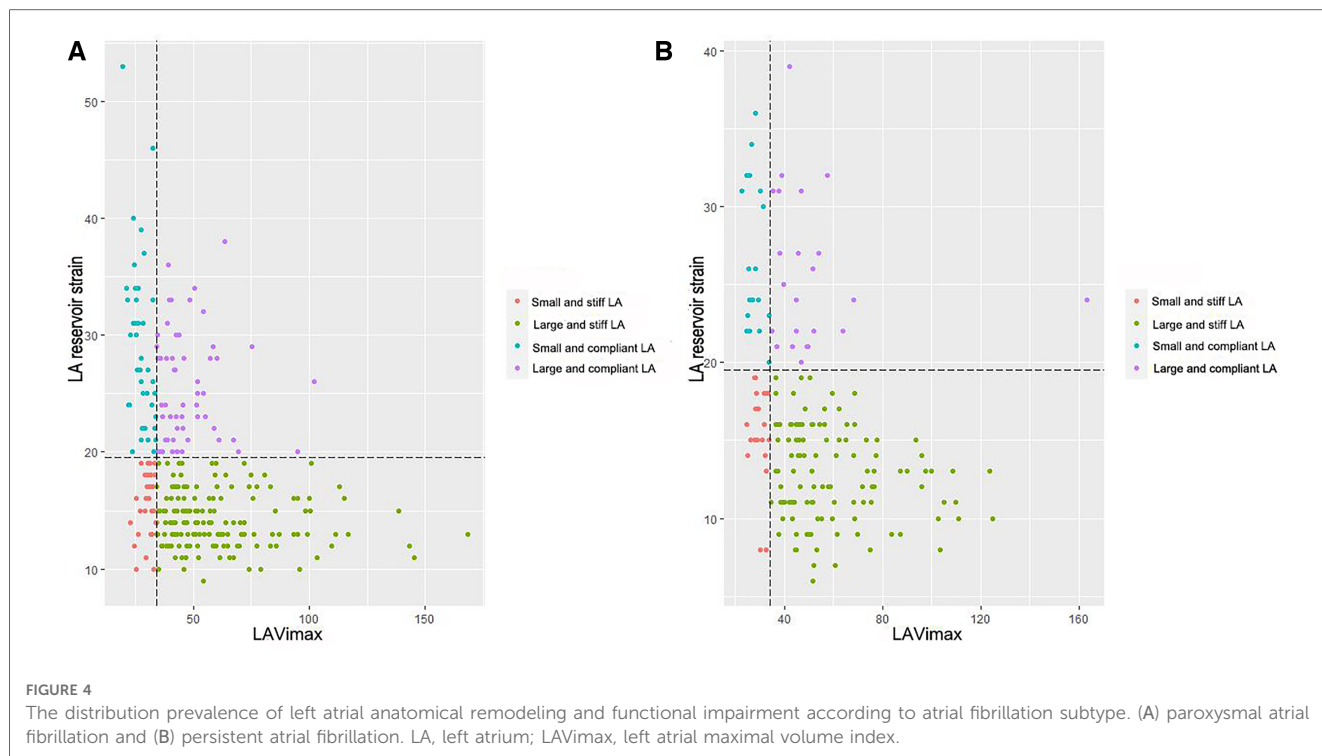 A
B
LA reservoir strain
50
40
30
20
10
50
100
150
LAVimax
Small and stiff LA
Large and stiff LA
Small and compliant LA
Large and compliant LA
LA reservoir strain
40
30
20
10
40
80
120
160
LAVimax
Small and stiff LA
Large and stiff LA
Small and compliant LA
Large and compliant LA
FIGURE 4
The distribution prevalence of left atrial anatomical remodeling and functional impairment according to atrial fibrillation subtype. (A) paroxysmal atrial
fibrillation and (B) persistent atrial fibrillation. LA, left atrium; LAVimax, left atrial maximal volume index.